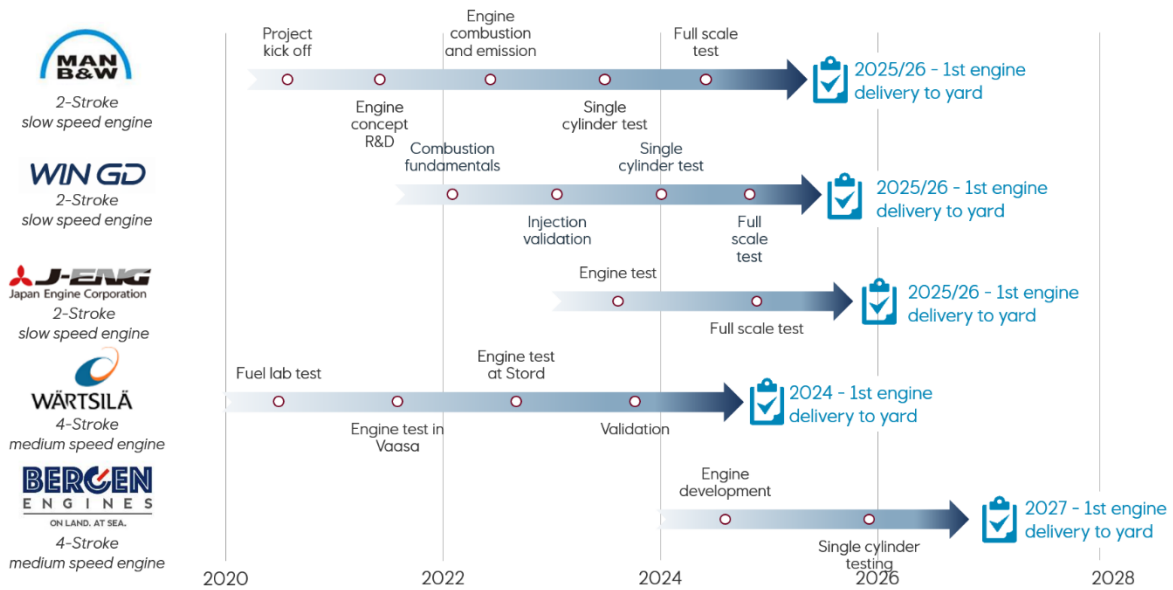 MAN
B&W
2-Stroke
slow speed engine
Project
kick off
Engine
concept
R&D
Engine
combustion
and emission
Single
cylinder test
Full scale
test
2025/26 - 1st engine
delivery to yard
WIN GD
2-Stroke
slow speed engine
Combustion
fundamentals
Injection
validation
Single
cylinder test
Full
scale
test
2025/26 - 1st engine
delivery to yard
J-ENG
Japan Engine Corporation
2-Stroke
slow speed engine
Engine test
Full scale test
2025/26 - 1st engine
delivery to yard
WÄRTSILÄ
4-Stroke
medium speed engine
Fuel lab test
Engine test in
Vaasa
Engine test
at Stord
Validation
2024 - 1st engine
delivery to yard
BERGEN
ENGINES
ON LAND. AT SEA.
4-Stroke
medium speed engine
Engine
development
Single cylinder
testing
2027 - 1st engine
delivery to yard
2020
2022
2024
2026
2028